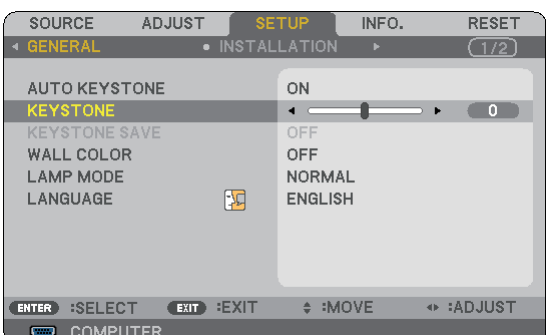 SOURCE ADJUST SETUP INFO. RESET
GENERAL • INSTALLATION 1/2
AUTO KEYSTONE ON
KEYSTONE 0
KEYSTONE SAVE OFF
WALL COLOR OFF
LAMP MODE NORMAL
LANGUAGE ENGLISH
ENTER :SELECT EXIT :EXIT :MOVE :ADJUST
COMPUTER